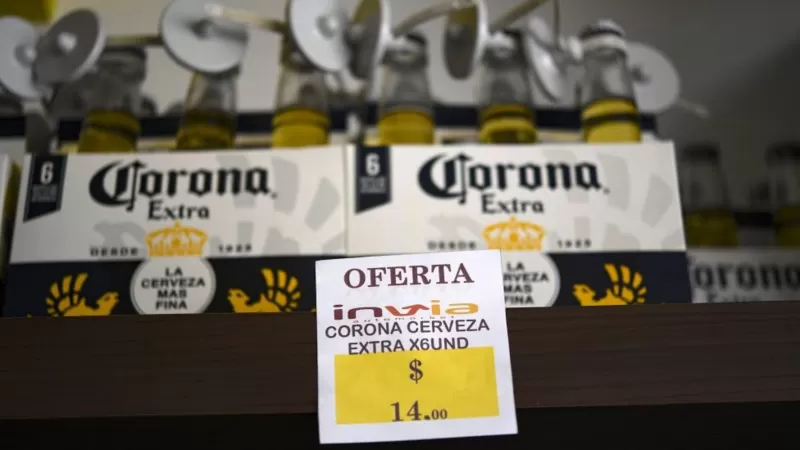 6
Corona
Extra
DESDE 1925
LA
CERVEZA
MAS
FINA
6
Corona
Extra
DESDE 1925
LA
CERVEZA
MAS
FINA
Corona
OFERTA
invia
CORONA CERVEZA
EXTRA X6UND
$
14.00